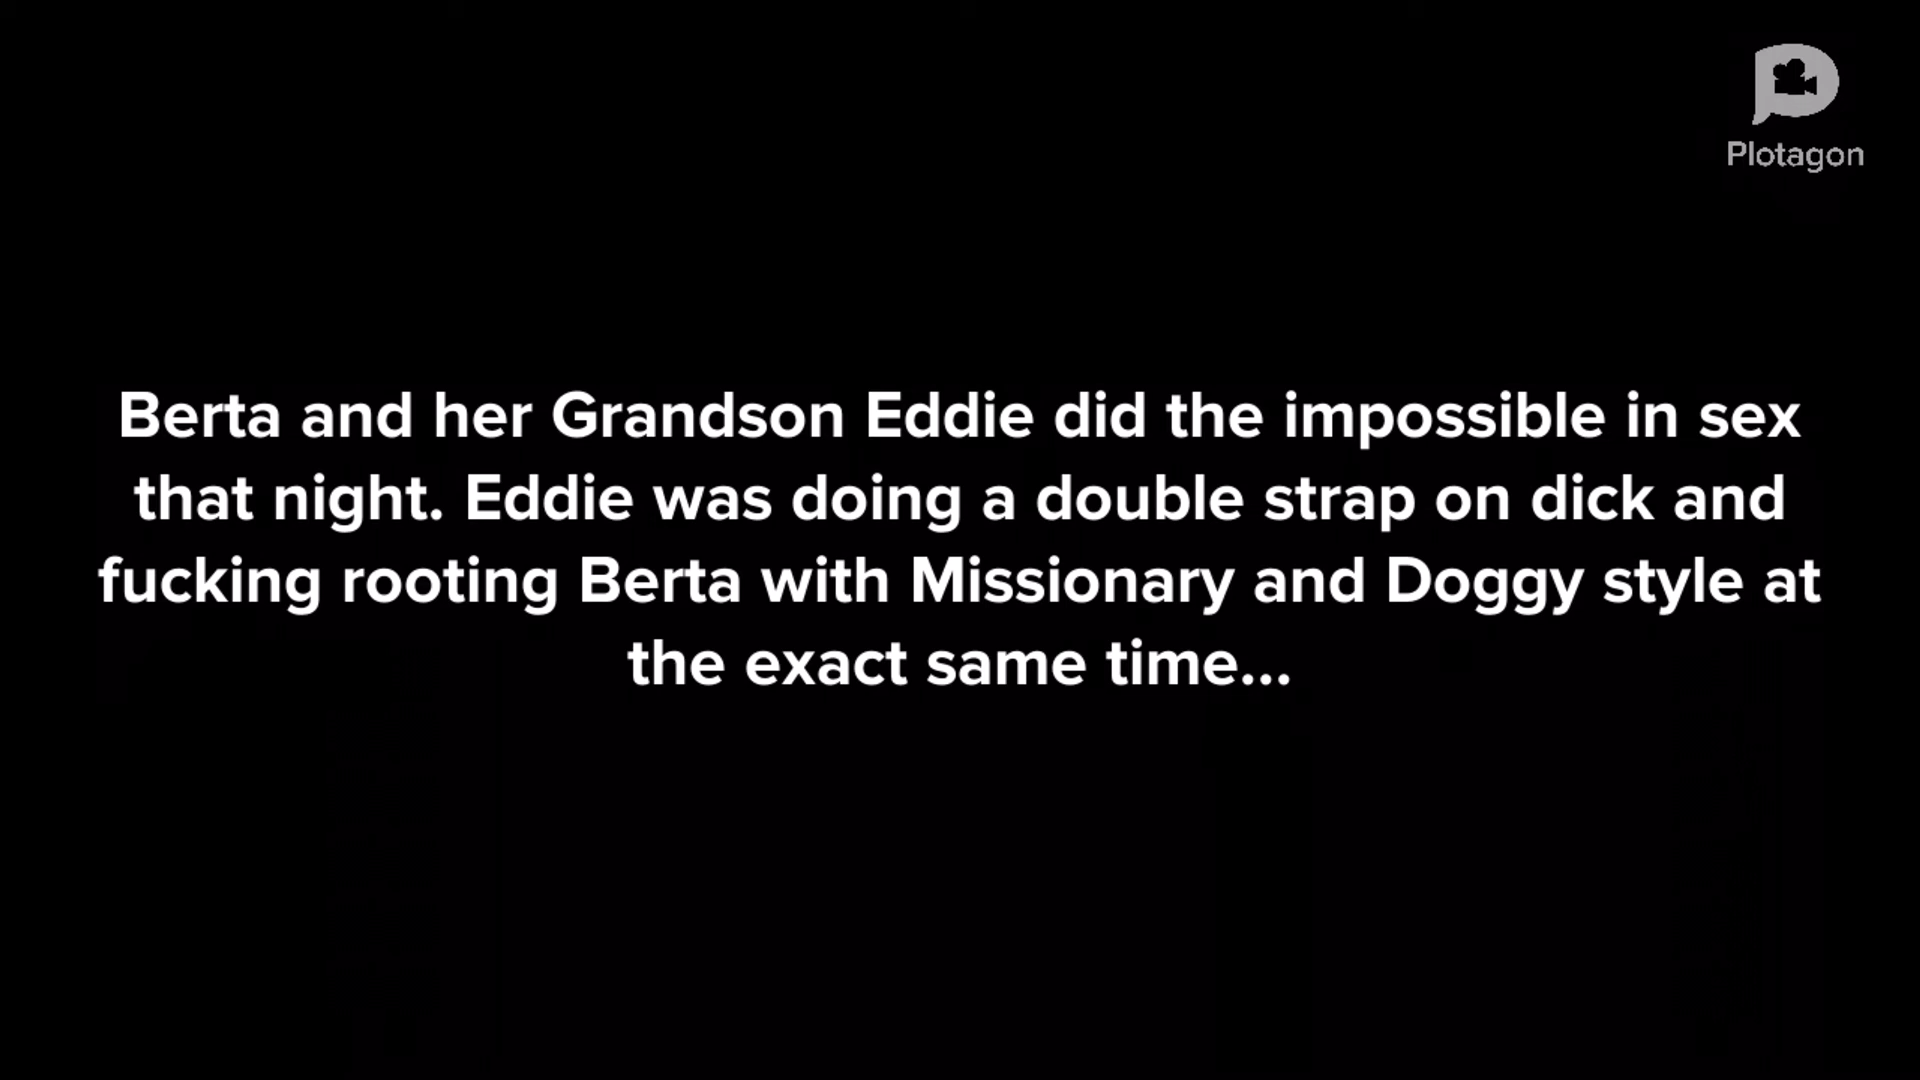 Plotagon
Berta and her Grandson Eddie did the impossible in sex
that night. Eddie was doing a double strap on dick and
fucking rooting Berta with Missionary and Doggy style at
the exact same time...